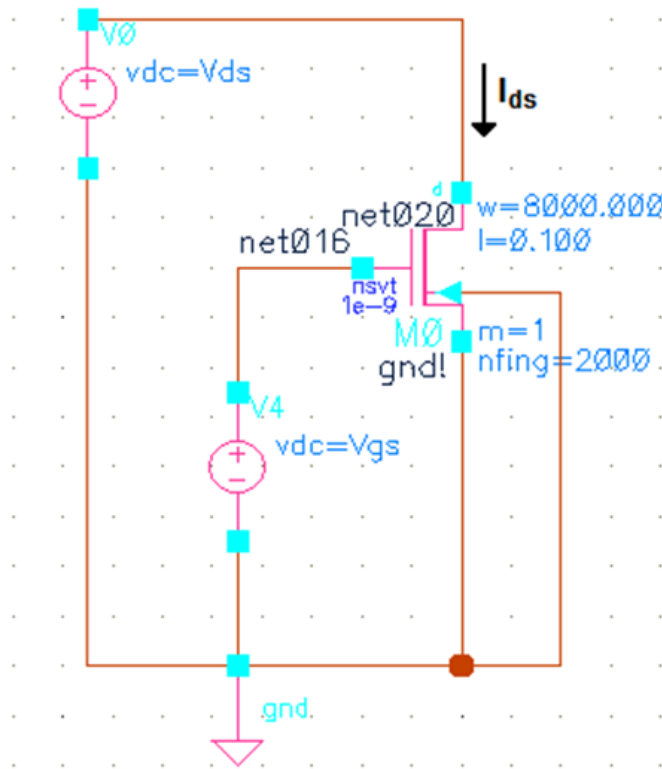 V0
vdc=Vds
Ids
d
net020
w=8000.000
net016
l=0.100
nsvt
1e-9
M0
m=1
gnd!
nfing=2000
V4
vdc=Vgs
gnd